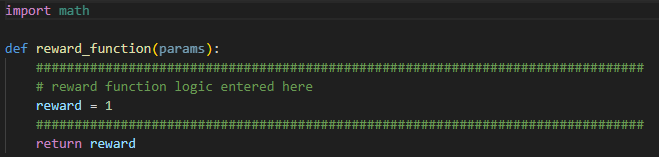 import math
def reward_function(params):
################################################################################
# reward function logic entered here
reward = 1
################################################################################
return reward